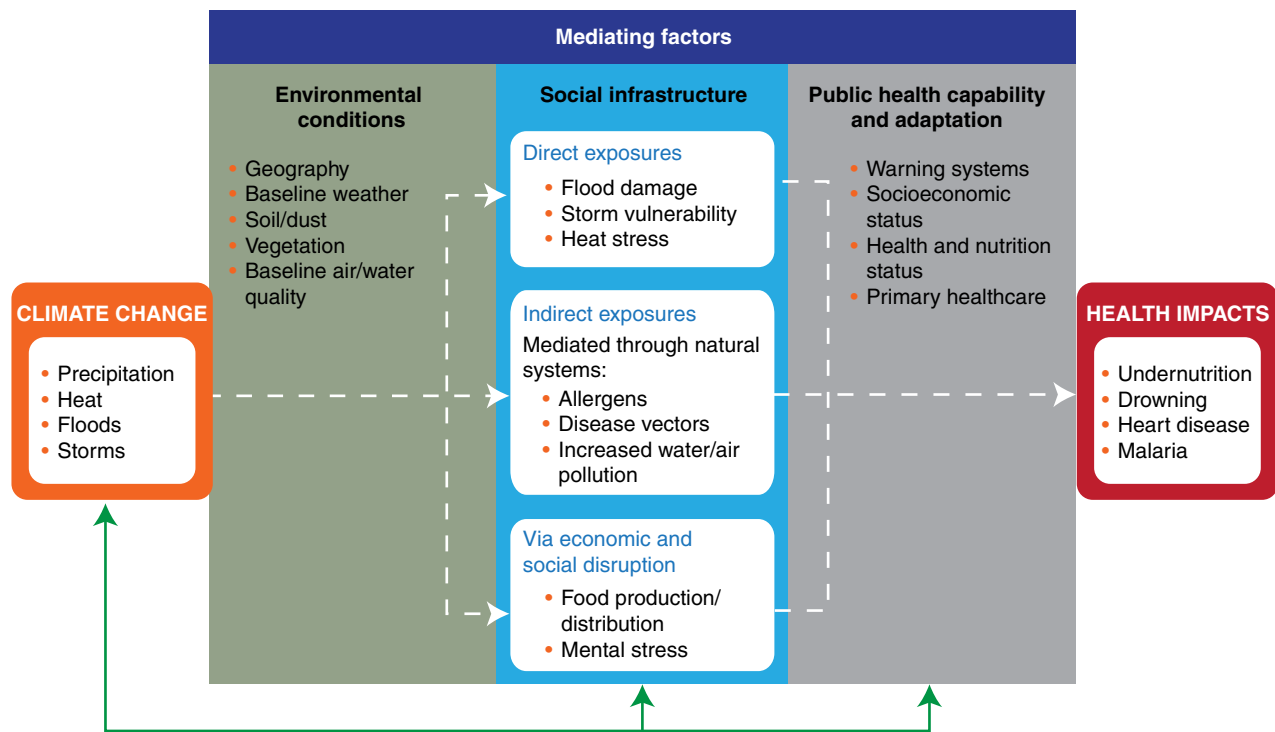 Mediating factors
Environmental
conditions
• Geography
• Baseline weather
• Soil/dust
• Vegetation
• Baseline air/water
quality
Social infrastructure
Direct exposures
• Flood damage
• Storm vulnerability
• Heat stress
Indirect exposures
Mediated through natural
systems:
• Allergens
• Disease vectors
• Increased water/air
pollution
Via economic and
social disruption
• Food production/
distribution
• Mental stress
Public health capability
and adaptation
• Warning systems
• Socioeconomic
status
• Health and nutrition
status
• Primary healthcare
CLIMATE CHANGE
• Precipitation
• Heat
• Floods
• Storms
HEALTH IMPACTS
• Undernutrition
• Drowning
• Heart disease
• Malaria